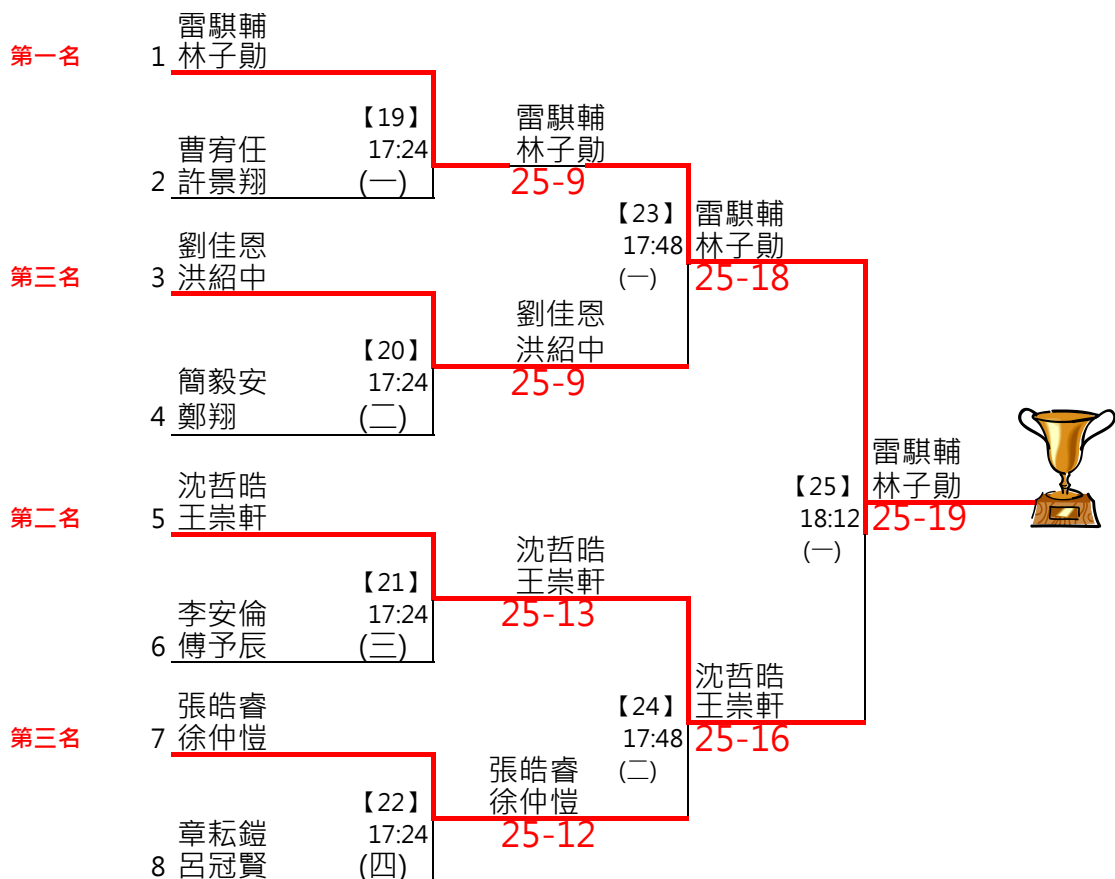 雷騏輔
第一名 1 林子勛
【19】
曹宥任 17:24
2 許景翔 (一)
雷騏輔
林子勛
25-9
劉佳恩
第三名 3 洪紹中
【20】
簡毅安 17:24
4 鄭翔 (二)
劉佳恩
洪紹中
25-9
【23】
17:48
(一)
雷騏輔
林子勛
25-18
沈哲晧
第二名 5 王崇軒
【21】
李安倫 17:24
6 傅予辰 (三)
沈哲晧
王崇軒
25-13
張皓睿
第三名 7 徐仲愷
【22】
章耘鎧 17:24
8 呂冠賢 (四)
張皓睿
徐仲愷
25-12
【24】
17:48
(二)
沈哲晧
王崇軒
25-16
【25】
18:12
(一)
雷騏輔
林子勛
25-19